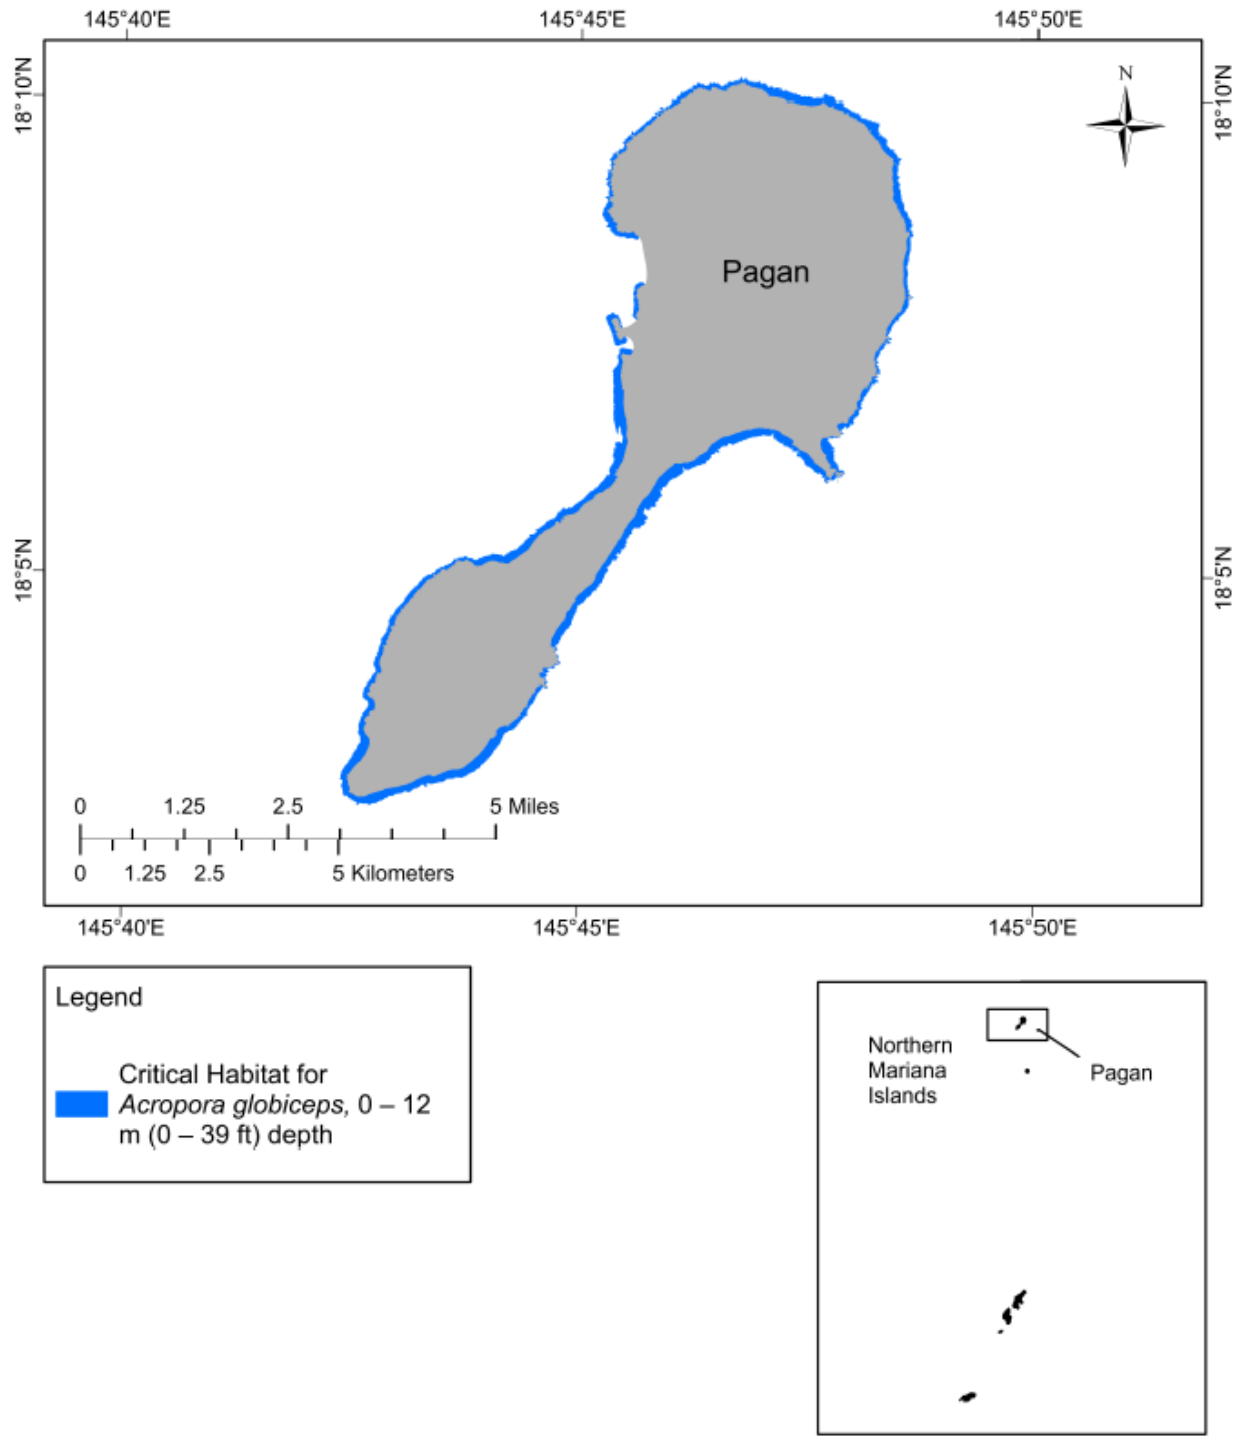 145°40'E 145°45'E 145°50'E
N
18°10'N 18°10'N
Pagan
18°5'N 18°5'N
0 1.25 2.5 5 Miles
0 1.25 2.5 5 Kilometers
145°40'E 145°45'E 145°50'E
Legend
Critical Habitat for
Acropora globiceps, 0 – 12
m (0 – 39 ft) depth
Northern
Mariana
Islands
Pagan